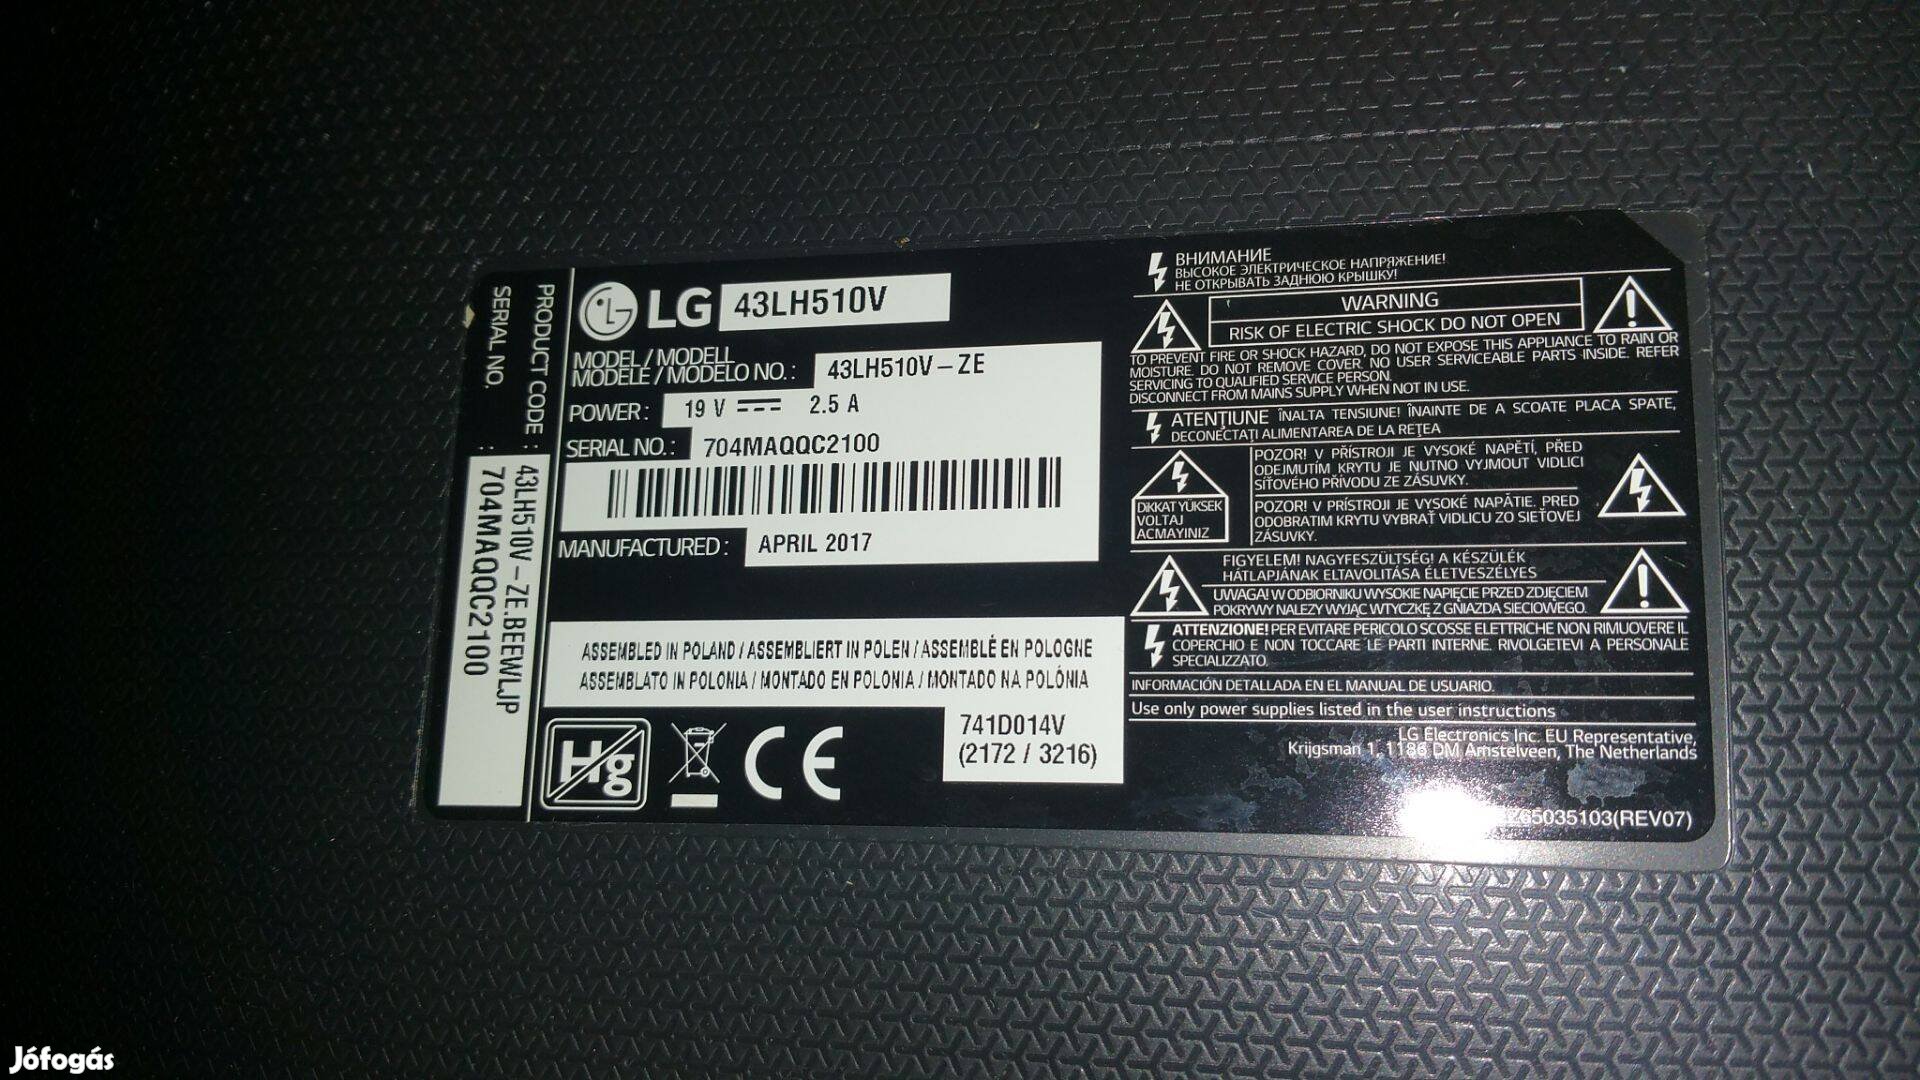 PRODUCT CODE : 43LH510V-ZE.BEEWLJP
SERIAL NO. : 704MAQQC2100
LG 43LH510V
MODEL / MODELL
MODÈLE / MODELO NO. : 43LH510V-ZE
POWER : 19 V 2.5 A
SERIAL NO. : 704MAQQC2100
MANUFACTURED : APRIL 2017
ASSEMBLED IN POLAND / ASSEMBLIERT IN POLEN / ASSEMBLÉ EN POLOGNE
ASSEMBLATO IN POLONIA / MONTADO EN POLONIA / MONTADO NA POLÓNIA
Hg
CE
741D014V
(2172 / 3216)
ВНИМАНИЕ
ВЫСОКОЕ ЭЛЕКТРИЧЕСКОЕ НАПРЯЖЕНИЕ!
НЕ ОТКРЫВАТЬ ЗАДНЮЮ КРЫШКУ!
WARNING
RISK OF ELECTRIC SHOCK DO NOT OPEN
TO PREVENT FIRE OR SHOCK HAZARD, DO NOT EXPOSE THIS APPLIANCE TO RAIN OR
MOISTURE. DO NOT REMOVE COVER. NO USER SERVICEABLE PARTS INSIDE. REFER
SERVICING TO QUALIFIED SERVICE PERSON.
DISCONNECT FROM MAINS SUPPLY WHEN NOT IN USE.
ATENŢIUNE ÎNALTA TENSIUNE! ÎNAINTE DE A SCOATE PLACA SPATE,
DECONECTAŢI ALIMENTAREA DE LA REŢEA
DİKKAT YÜKSEK
VOLTAJ
ACMAYINIZ
POZOR! V PŘÍSTROJI JE VYSOKÉ NAPĚTÍ, PŘED
ODEJMUTÍM KRYTU JE NUTNO VYJMOUT VIDLICI
SÍŤOVÉHO PŘÍVODU ZE ZÁSUVKY.
POZOR! V PRÍSTROJI JE VYSOKÉ NAPÄTIE. PRED
ODOBRATIM KRYTU VYBRAŤ VIDLICU ZO SIEŤOVEJ
ZÁSUVKY.
FIGYELEM! NAGYFESZÜLTSÉG! A KÉSZÜLÉK
HÁTLAPJÁNAK ELTAVOLITÁSA ÉLETVESZÉLYES
UWAGA! W ODBIORNIKU WYSOKIE NAPIĘCIE PRZED ZDJĘCIEM
POKRYWY NALEŻY WYJĄĆ WTYCZKĘ Z GNIAZDA SIECIOWEGO.
ATTENZIONE! PER EVITARE PERICOLO SCOSSE ELETTRICHE NON RIMUOVERE IL
COPERCHIO E NON TOCCARE LE PARTI INTERNE. RIVOLGETEVI A PERSONALE
SPECIALIZZATO.
INFORMACIÓN DETALLADA EN EL MANUAL DE USUARIO.
Use only power supplies listed in the user instructions
LG Electronics Inc. EU Representative,
Krijgsman 1, 1186 DM Amstelveen, The Netherlands
65035103(REV07)
Jófogás